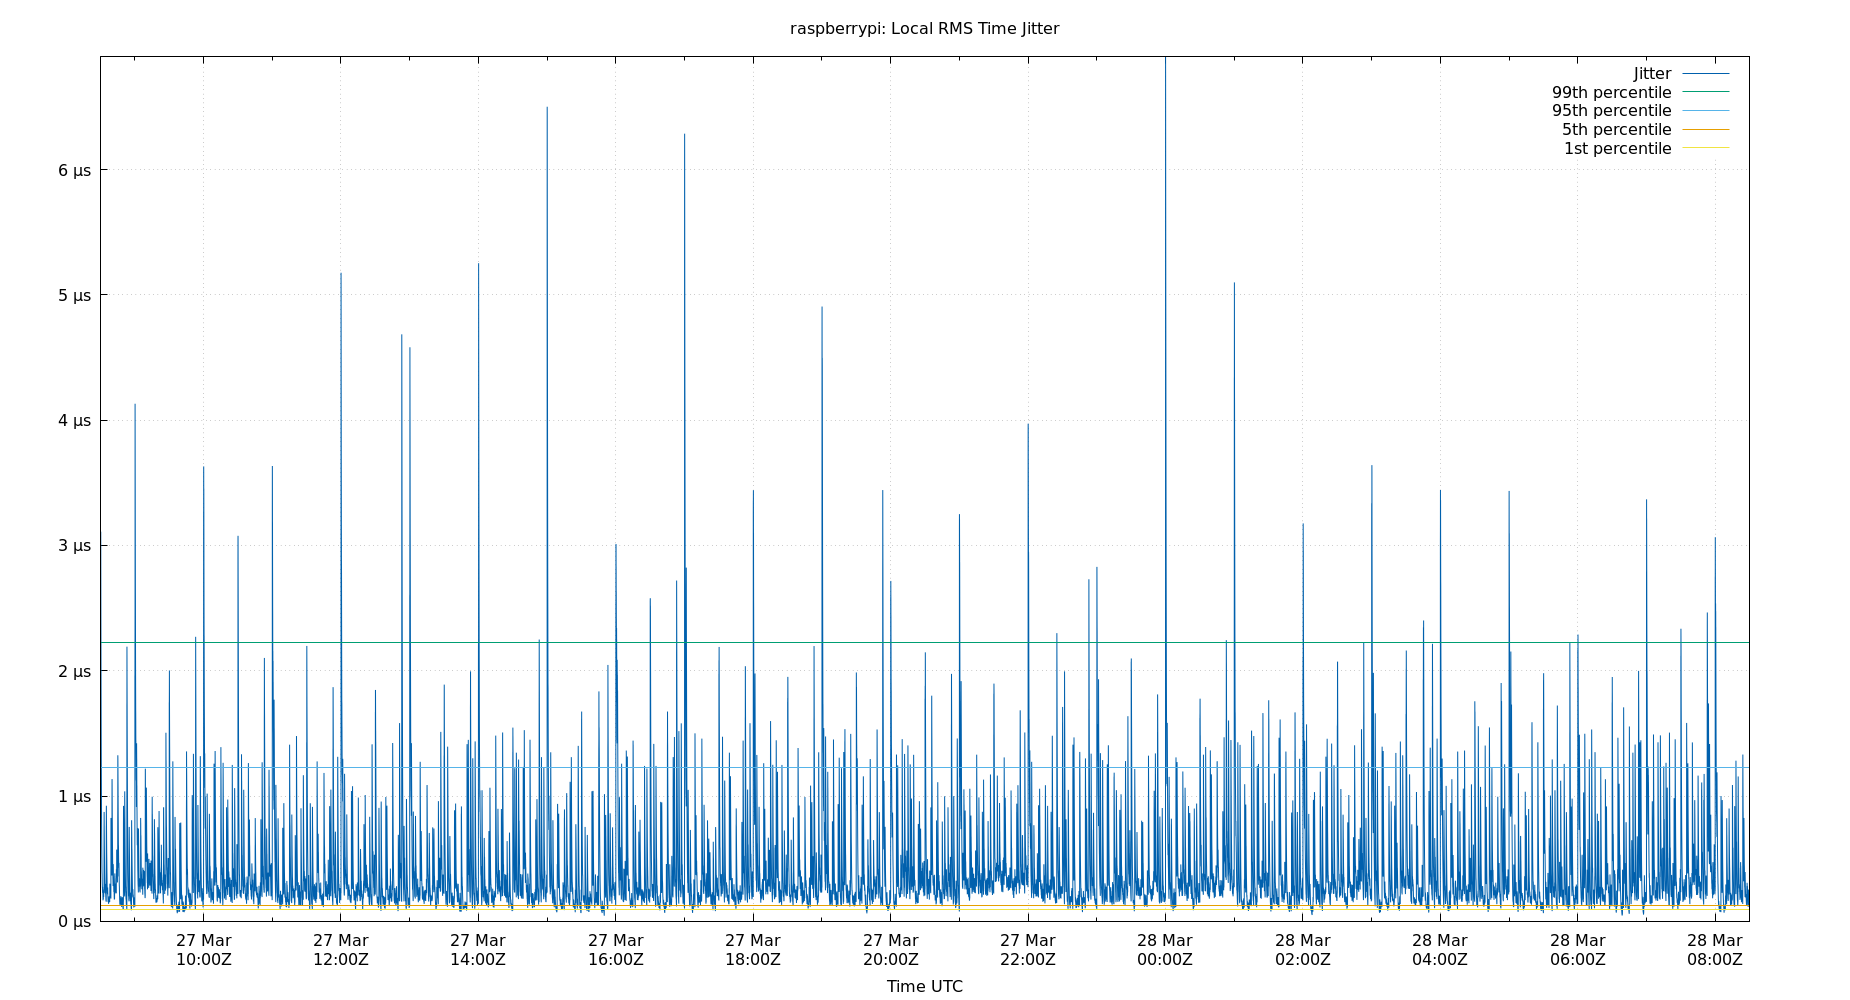 raspberrypi: Local RMS Time Jitter
Jitter
99th percentile
95th percentile
5th percentile
1st percentile
6 µs
5 µs
4 µs
3 µs
2 µs
1 µs
0 µs
27 Mar 27 Mar 27 Mar 27 Mar 27 Mar 27 Mar 27 Mar 28 Mar 28 Mar 28 Mar 28 Mar 28 Mar
10:00Z 12:00Z 14:00Z 16:00Z 18:00Z 20:00Z 22:00Z 00:00Z 02:00Z 04:00Z 06:00Z 08:00Z
Time UTC